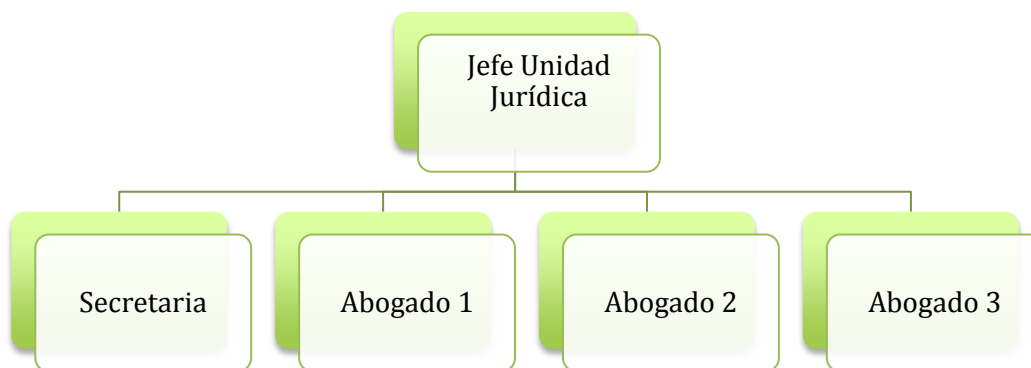 Jefe Unidad
Jurídica
Secretaria
Abogado 1
Abogado 2
Abogado 3